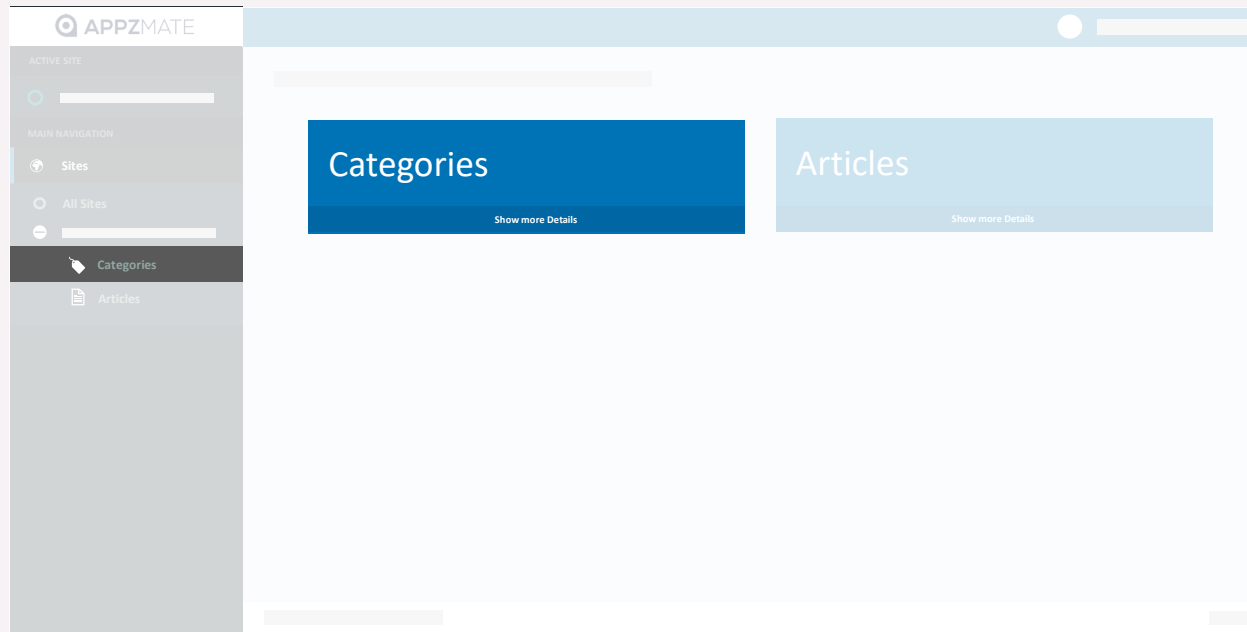 APPZMATE
ACTIVE SITE
MAIN NAVIGATION
Sites
All Sites
Categories
Articles
Categories
Show more Details
Articles
Show more Details